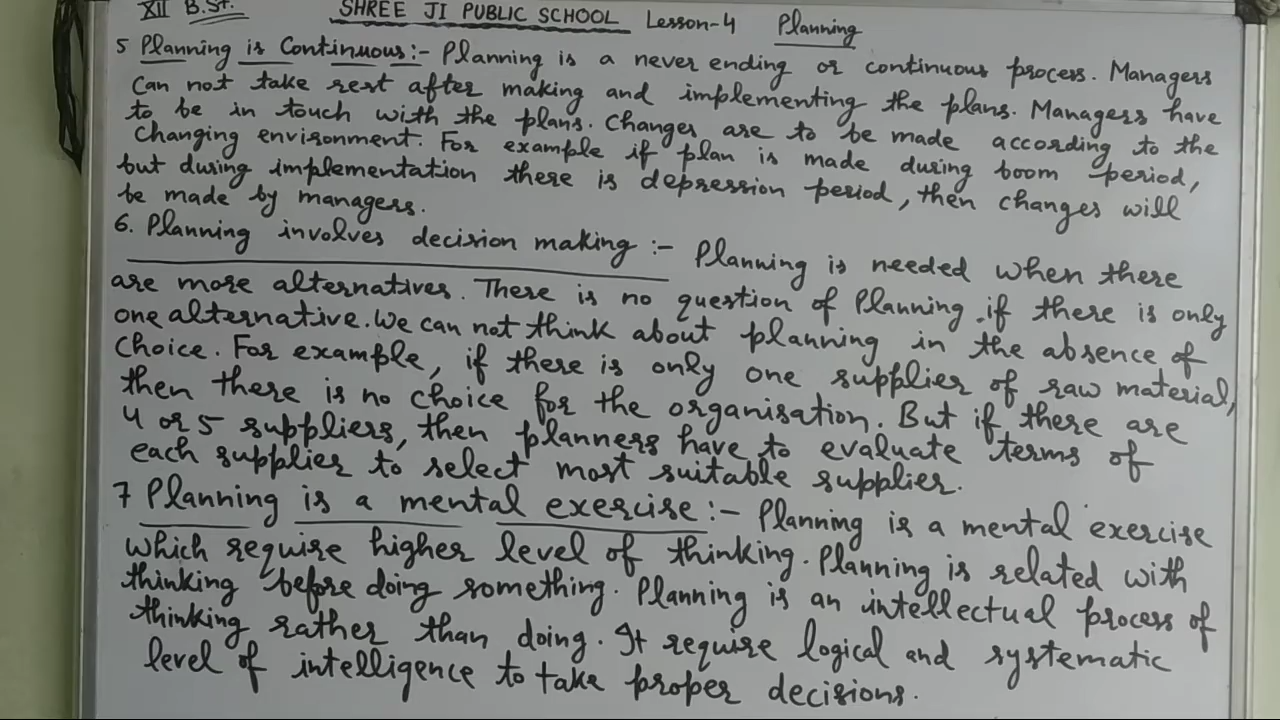 XII B.St. SHREE JI PUBLIC SCHOOL Lesson-4 Planning
5 Planning is Continuous:- Planning is a never ending or continuous process. Managers
Can not take rest after making and implementing the plans. Managers have
to be in touch with the plans. Changes are to be made according to the
Changing environment. For example if plan is made during boom period,
but during implementation there is depression period, then changes will
be made by managers.
6. Planning involves decision making :- Planning is needed when there
are more alternatives. There is no question of Planning if there is only
one alternative. We can not think about planning in the absence of
Choice. For example, if there is only one supplier of raw material,
then there is no choice for the organisation. But if there are
4 or 5 suppliers, then planners have to evaluate terms of
each supplier to select most suitable supplier.
7 Planning is a mental exercise :- Planning is a mental exercise
which require higher level of thinking. Planning is related with
thinking before doing something. Planning is an intellectual process of
thinking rather than doing. It require logical and systematic
level of intelligence to take proper decisions.